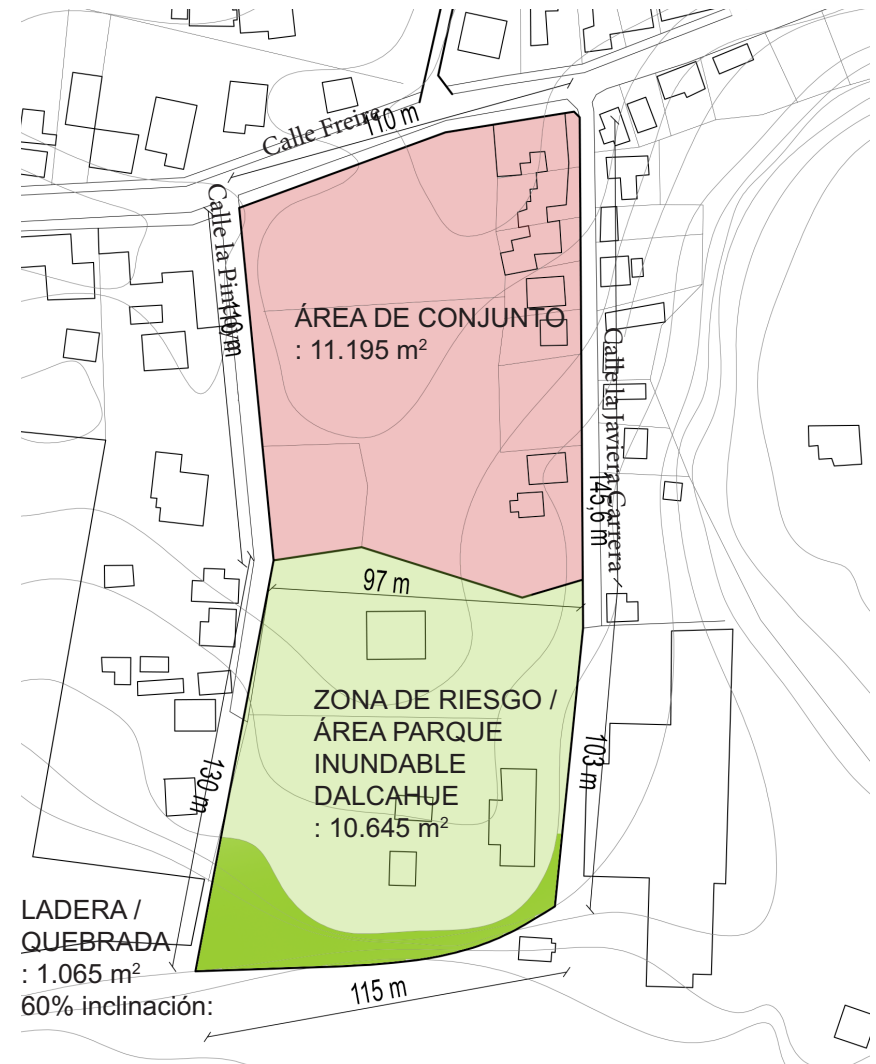 Calle Freire
110 m
Calle la Pincoya
110 m
ÁREA DE CONJUNTO
: 11.195 m²
Calle la Javiera Carrera
145,6 m
97 m
ZONA DE RIESGO /
ÁREA PARQUE
INUNDABLE
DALCAHUE
: 10.645 m²
103 m
130 m
LADERA /
QUEBRADA
: 1.065 m²
60% inclinación:
115 m